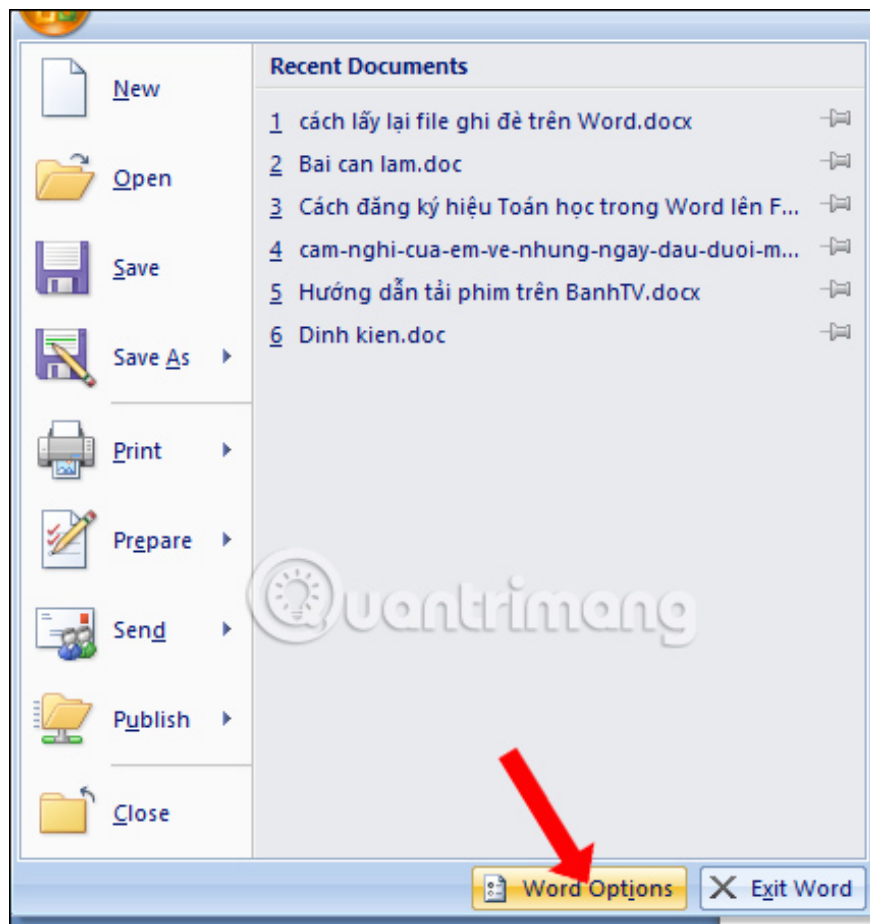 New
Open
Save
Save As
Print
Prepare
Send
Publish
Close
Recent Documents
1 cách lấy lại file ghi đè trên Word.docx
2 Bai can lam.doc
3 Cách đăng ký hiệu Toán học trong Word lên F...
4 cam-nghi-cua-em-ve-nhung-ngay-dau-duoi-m...
5 Hướng dẫn tải phim trên BanhTV.docx
6 Dinh kien.doc
Quantrimang
Word Options
Exit Word